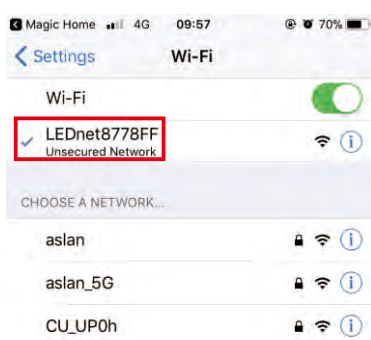 Magic Home 4G 09:57 70%
Settings Wi-Fi
Wi-Fi
LEDnet8778FF
Unsecured Network
CHOOSE A NETWORK...
aslan
aslan_5G
CU_UP0h